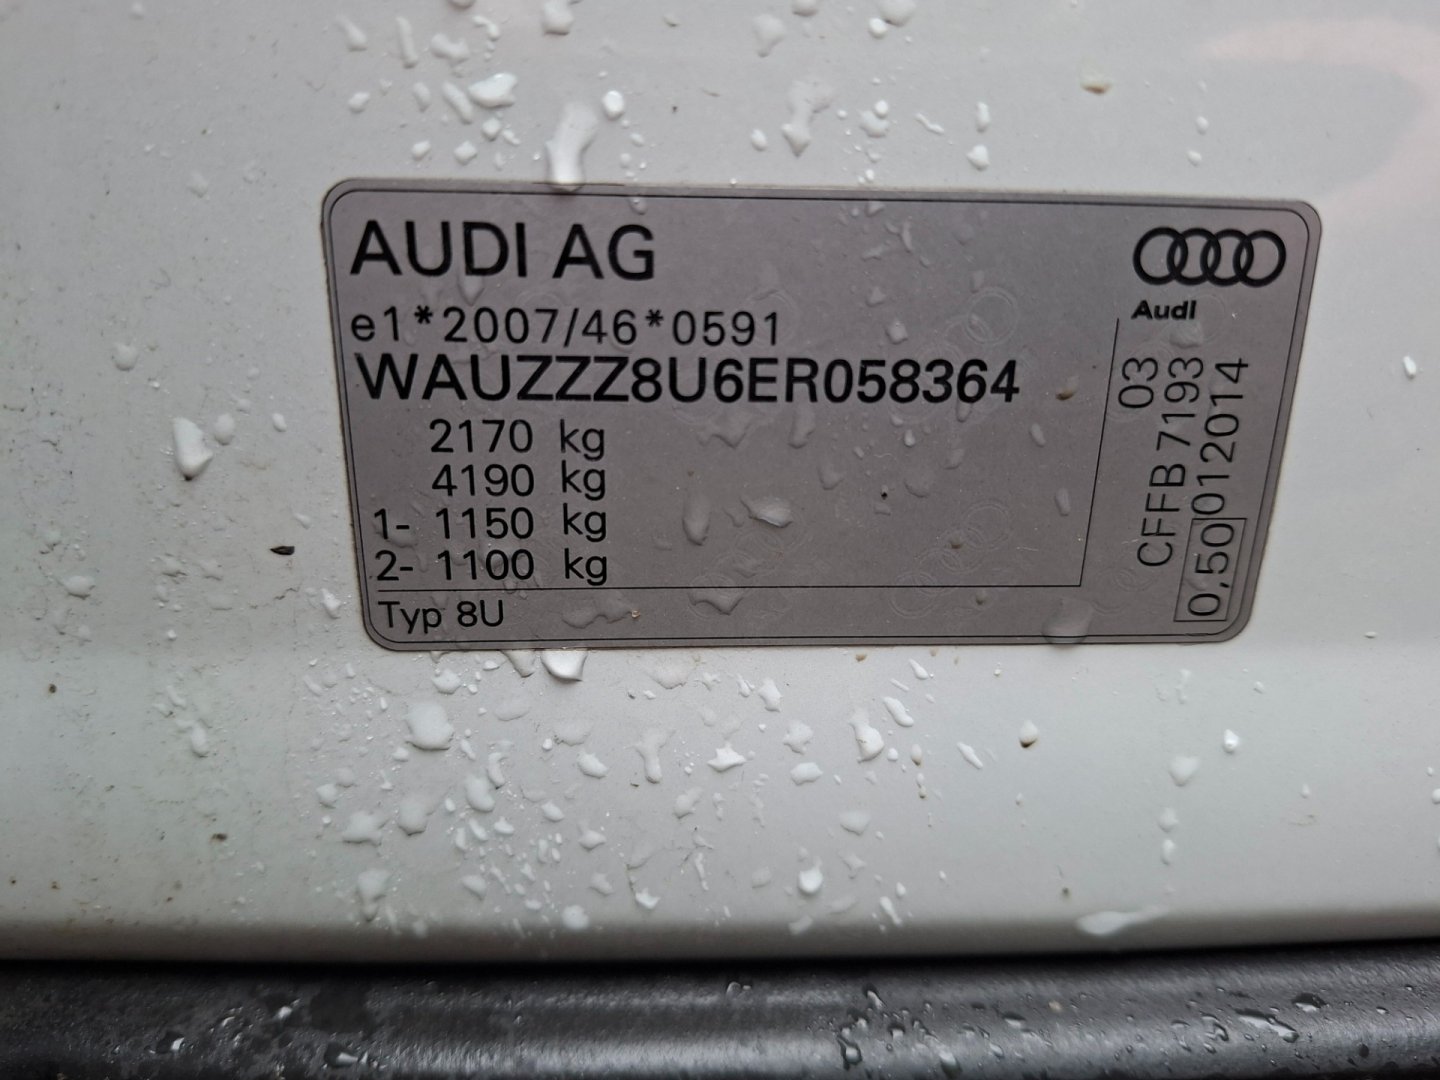 AUDI AG
Audi
e1*2007/46*0591
WAUZZZ8U6ER058364
2170 kg
4190 kg
1- 1150 kg
2- 1100 kg
Typ 8U
03
CFFB 7193
0,50 012014